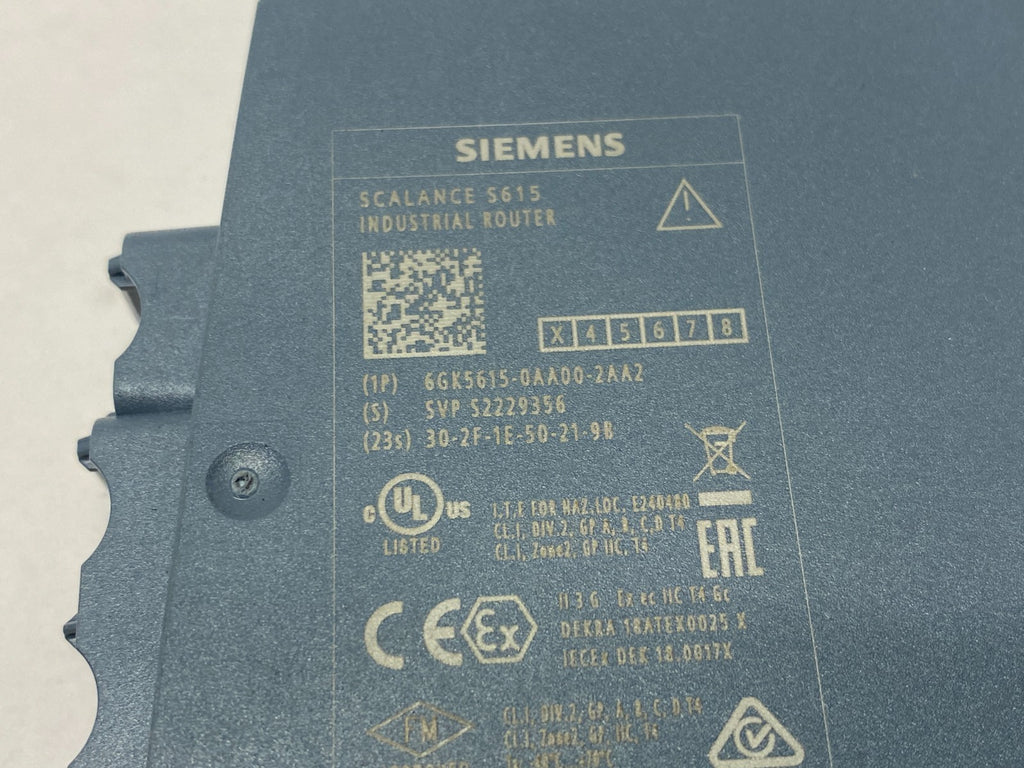 SIEMENS
SCALANCE S615
INDUSTRIAL ROUTER
X 4 5 6 7 8
(1P) 6GK5615-0AA00-2AA2
(S) SVP S2229356
(23s) 30-2F-1E-50-21-9B
C UL US
LISTED
I.T.E FOR HAZ.LOC. E240480
CL.I, DIV.2, GP. A, B, C, D T4
CL.I, Zone2, GP. IIC, T4
EAC
CE Ex
II 3 G Ex ec IIC T4 Gc
DEKRA 18ATEX0025 X
IECEx DEK 18.0017X
FM
CL.I, DIV.2, GP. A, B, C, D T4
CL.I, Zone2, GP. IIC, T4